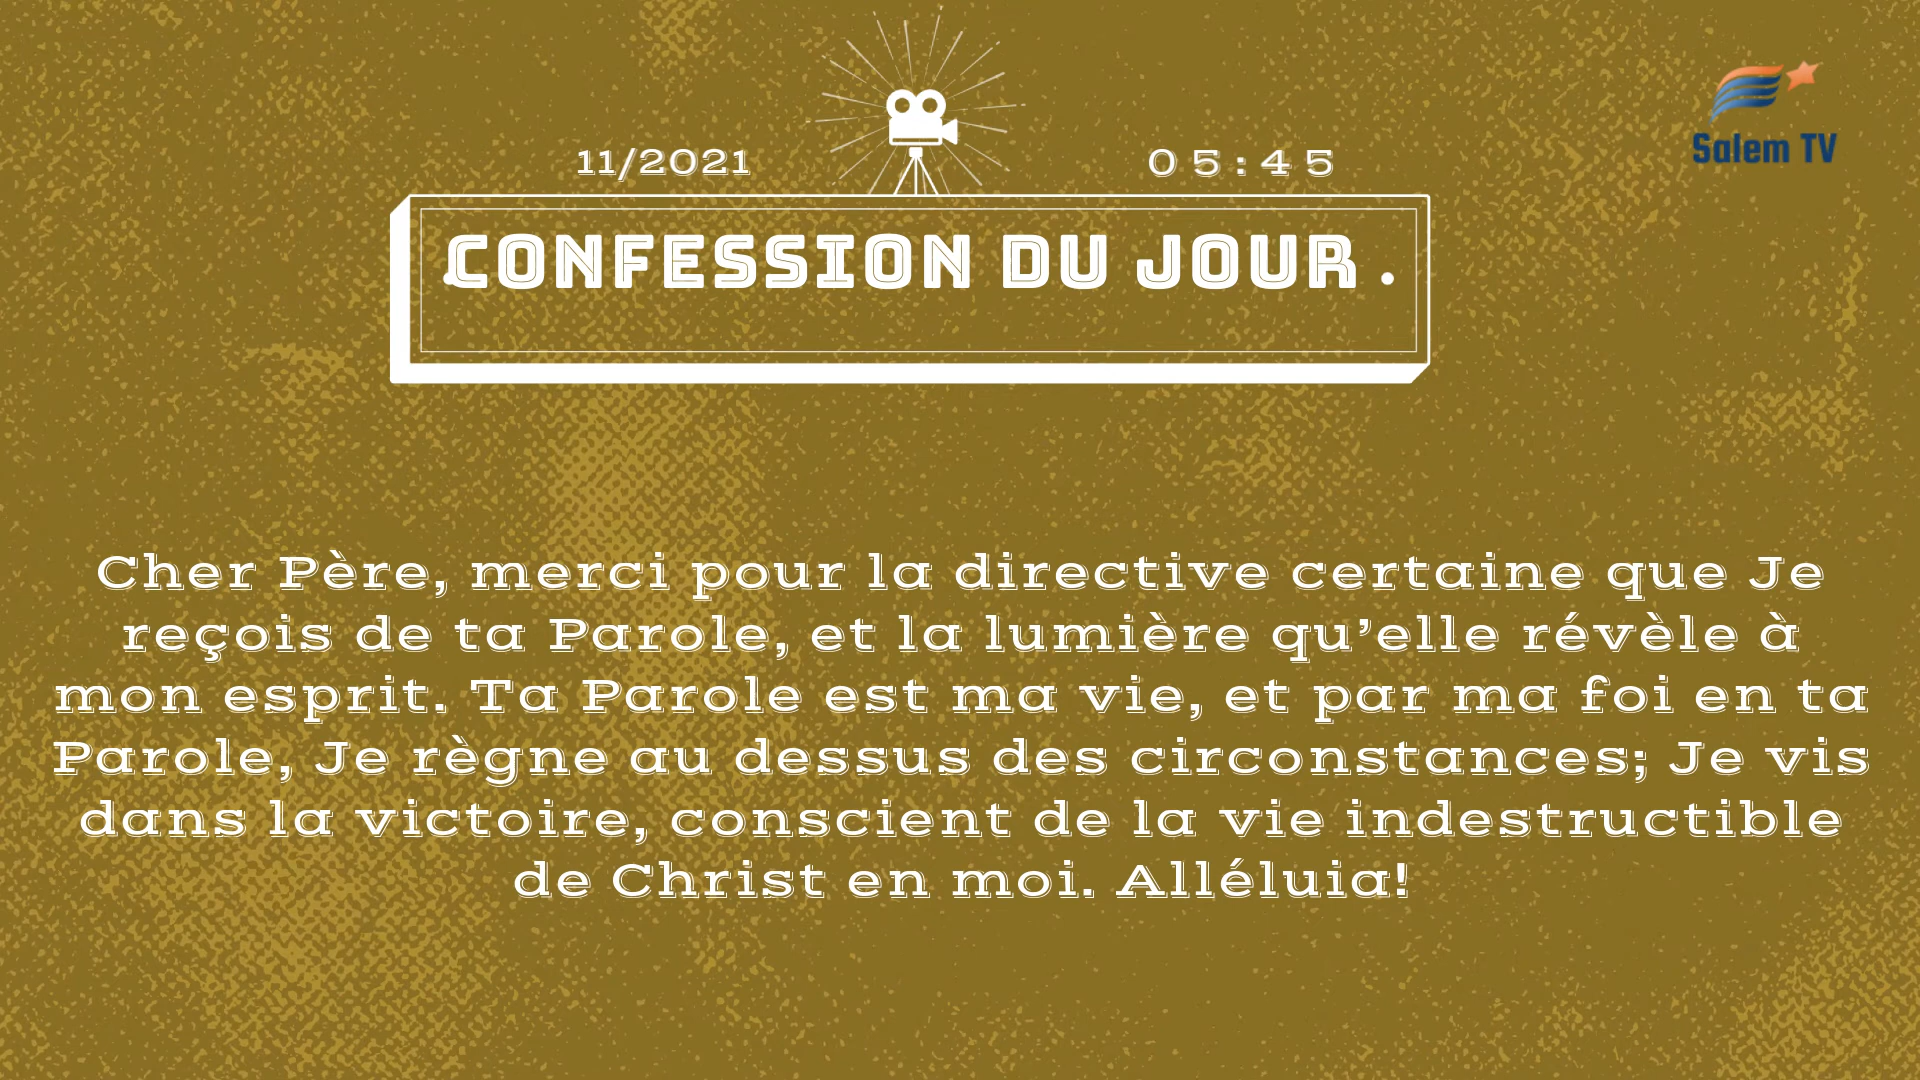 11/2021
05:45
Salem TV
.CONFESSION DU JOUR .
Cher Père, merci pour la directive certaine que Je
reçois de ta Parole, et la lumière qu’elle révèle à
mon esprit. Ta Parole est ma vie, et par ma foi en ta
Parole, Je règne au dessus des circonstances; Je vis
dans la victoire, conscient de la vie indestructible
de Christ en moi. Alléluia!